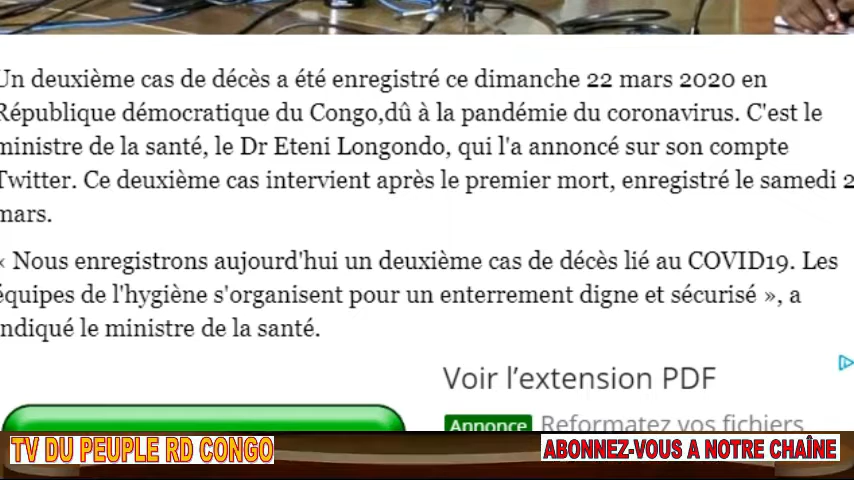 Un deuxième cas de décès a été enregistré ce dimanche 22 mars 2020 en
République démocratique du Congo,dû à la pandémie du coronavirus. C'est le
ministre de la santé, le Dr Eteni Longondo, qui l'a annoncé sur son compte
Twitter. Ce deuxième cas intervient après le premier mort, enregistré le samedi 2
mars.
« Nous enregistrons aujourd'hui un deuxième cas de décès lié au COVID19. Les
équipes de l'hygiène s'organisent pour un enterrement digne et sécurisé », a
indiqué le ministre de la santé.
Voir l’extension PDF
Annonce Reformatez vos fichiers
TV DU PEUPLE RD CONGO
ABONNEZ-VOUS A NOTRE CHAÎNE